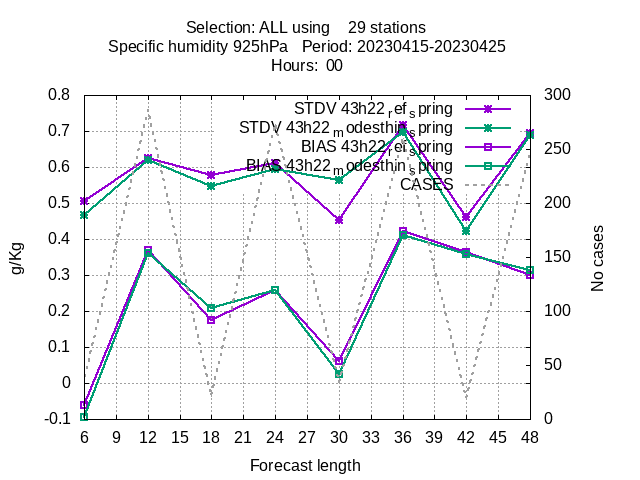 Selection: ALL using 29 stations
Specific humidity 925hPa Period: 20230415-20230425
Hours: 00
STDV 43h22_ref_spring
STDV 43h22_modesthin_spring
BIAS 43h22_ref_spring
BIAS 43h22_modesthin_spring
CASES
0.8
0.7
0.6
0.5
0.4
0.3
0.2
0.1
0
-0.1
g/Kg
300
250
200
150
100
50
0
No cases
6 9 12 15 18 21 24 27 30 33 36 39 42 45 48
Forecast length